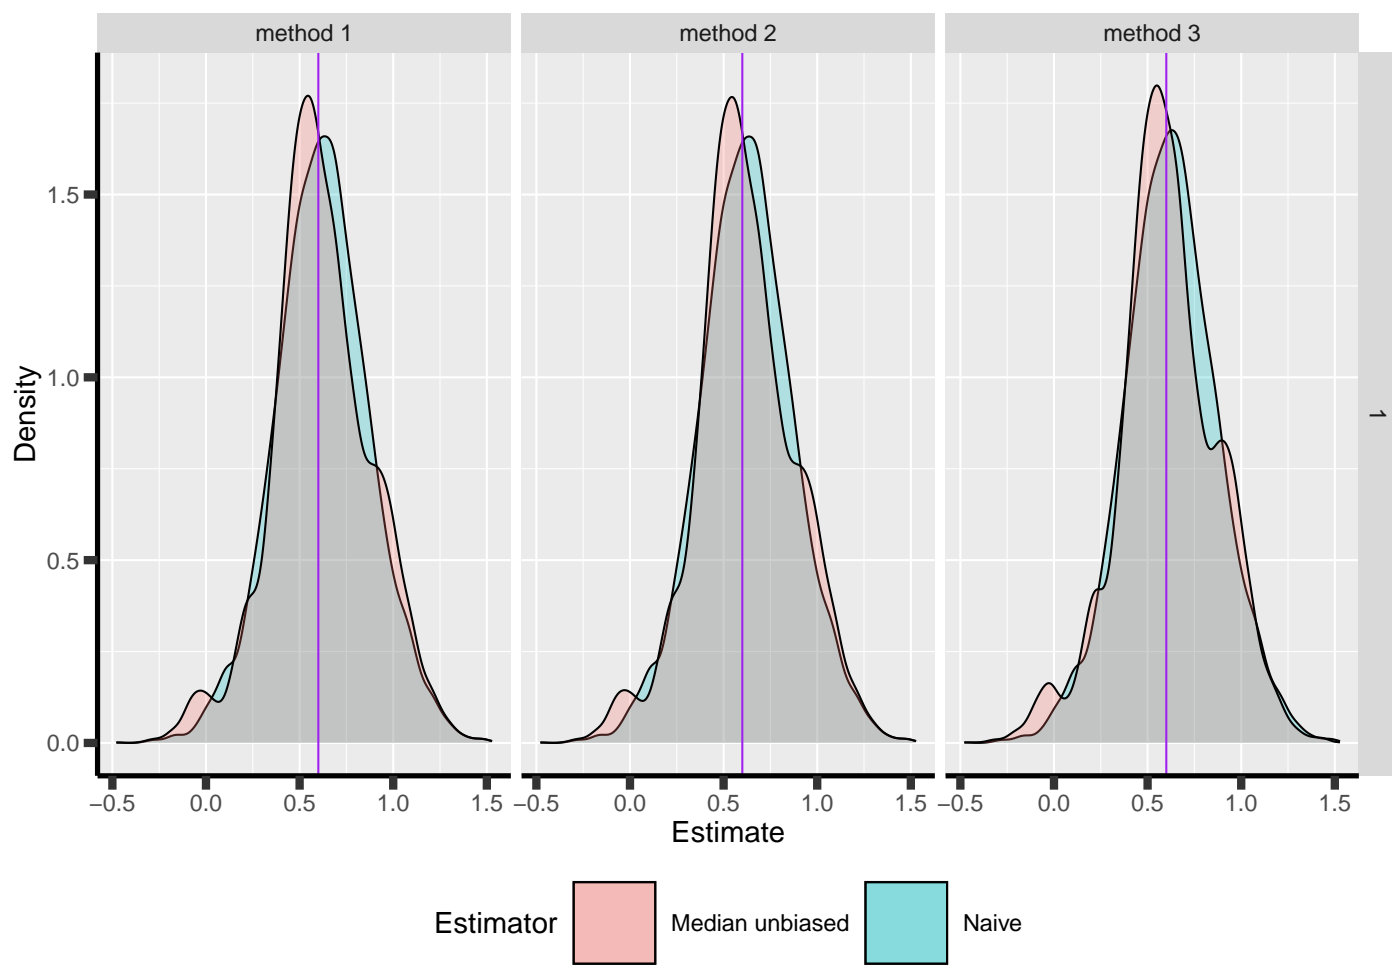 method 1
method 2
method 3
1
Density
1.5
1.0
0.5
0.0
−0.5 0.0 0.5 1.0 1.5
−0.5 0.0 0.5 1.0 1.5
−0.5 0.0 0.5 1.0 1.5
Estimate
Estimator
Median unbiased
Naive